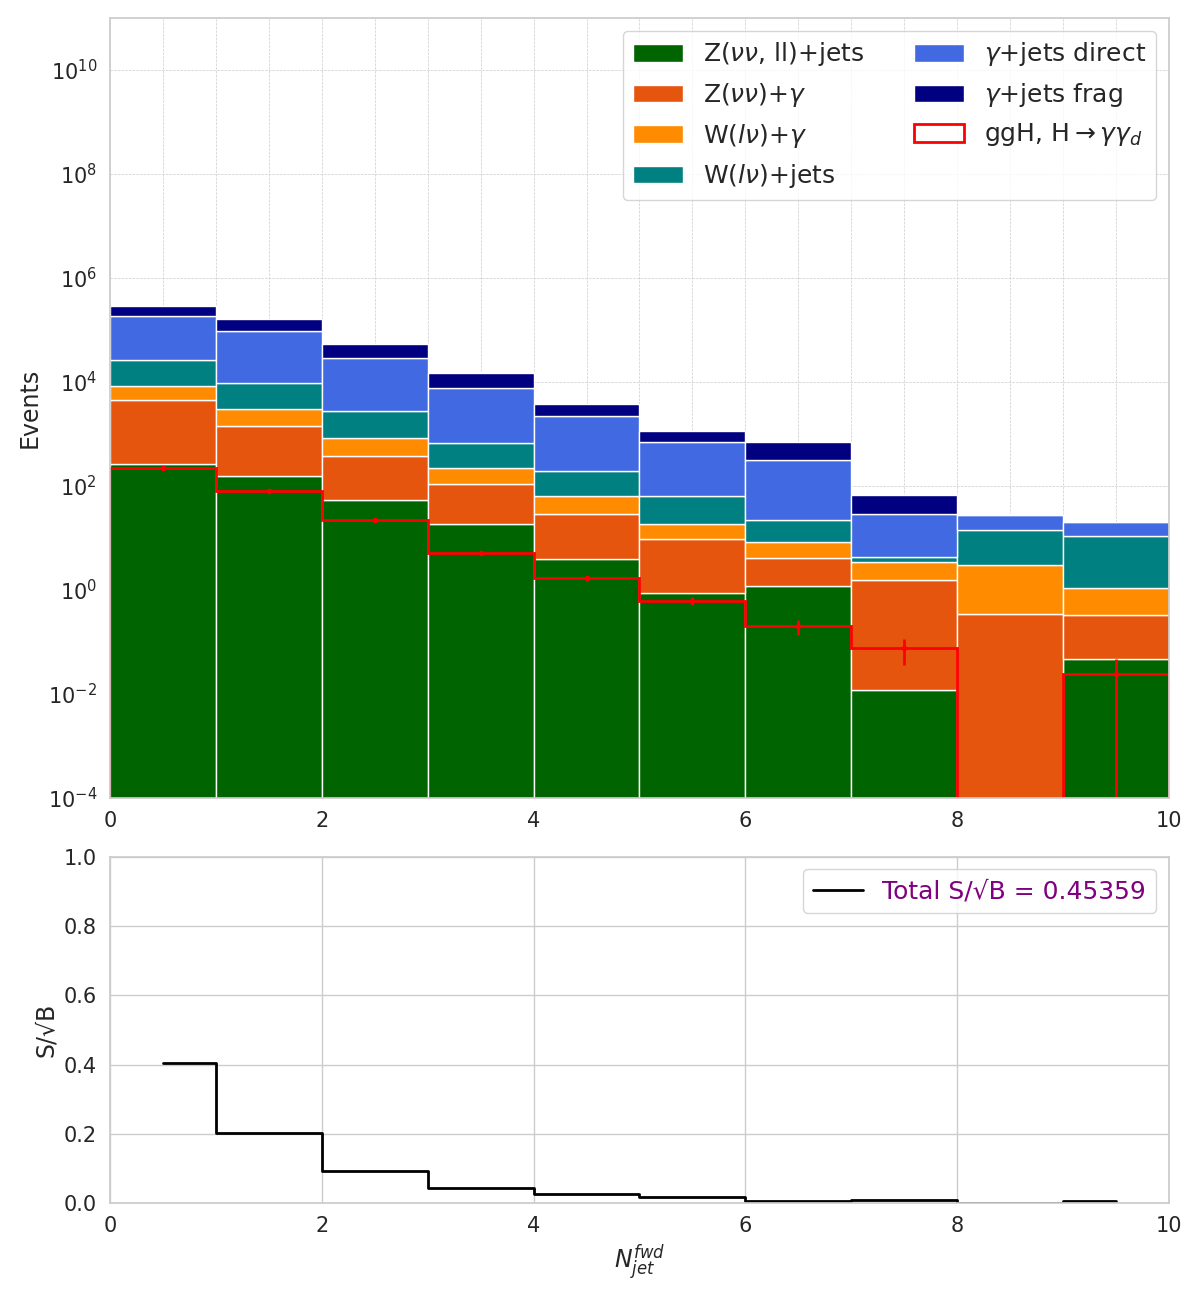 Z(νν, ll)+jets
Z(νν)+γ
W(lν)+γ
W(lν)+jets
γ+jets direct
γ+jets frag
ggH, H→γγ_d
Events
10^10
10^8
10^6
10^4
10^2
10^0
10^−2
10^−4
0 2 4 6 8 10
Total S/√B = 0.45359
S/√B
1.0
0.8
0.6
0.4
0.2
0.0
0 2 4 6 8 10
N_jet^fwd